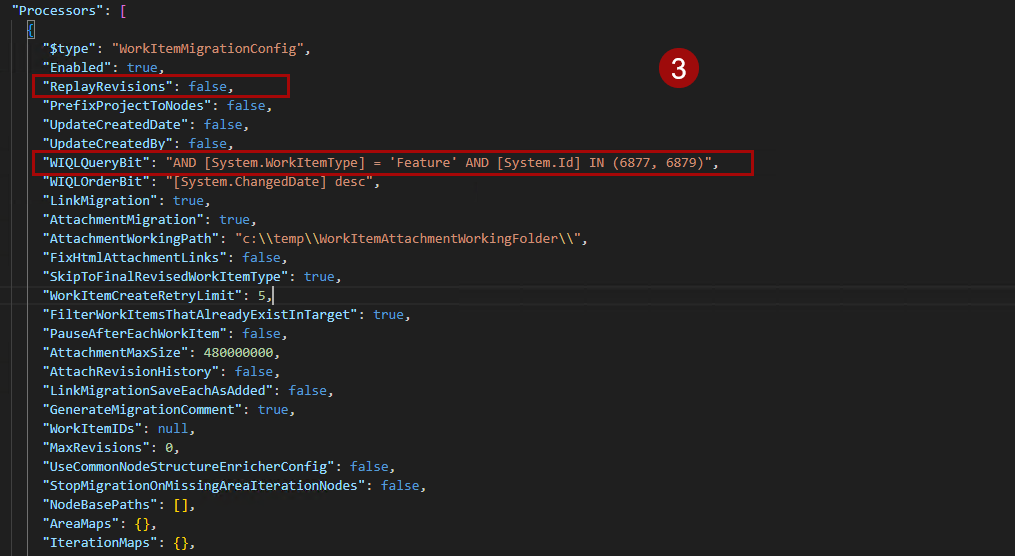 "Processors": [
{
"$type": "WorkItemMigrationConfig",
"Enabled": true,
3
"ReplayRevisions": false,
"PrefixProjectToNodes": false,
"UpdateCreatedDate": false,
"UpdateCreatedBy": false,
"WIQLQueryBit": "AND [System.WorkItemType] = 'Feature' AND [System.Id] IN (6877, 6879)",
"WIQLOrderBit": "[System.ChangedDate] desc",
"LinkMigration": true,
"AttachmentMigration": true,
"AttachmentWorkingPath": "c:\\temp\\WorkItemAttachmentWorkingFolder\\",
"FixHtmlAttachmentLinks": false,
"SkipToFinalRevisedWorkItemType": true,
"WorkItemCreateRetryLimit": 5,
"FilterWorkItemsThatAlreadyExistInTarget": true,
"PauseAfterEachWorkItem": false,
"AttachmentMaxSize": 480000000,
"AttachRevisionHistory": false,
"LinkMigrationSaveEachAsAdded": false,
"GenerateMigrationComment": true,
"WorkItemIDs": null,
"MaxRevisions": 0,
"UseCommonNodeStructureEnricherConfig": false,
"StopMigrationOnMissingAreaIterationNodes": false,
"NodeBasePaths": [],
"AreaMaps": {},
"IterationMaps": {},